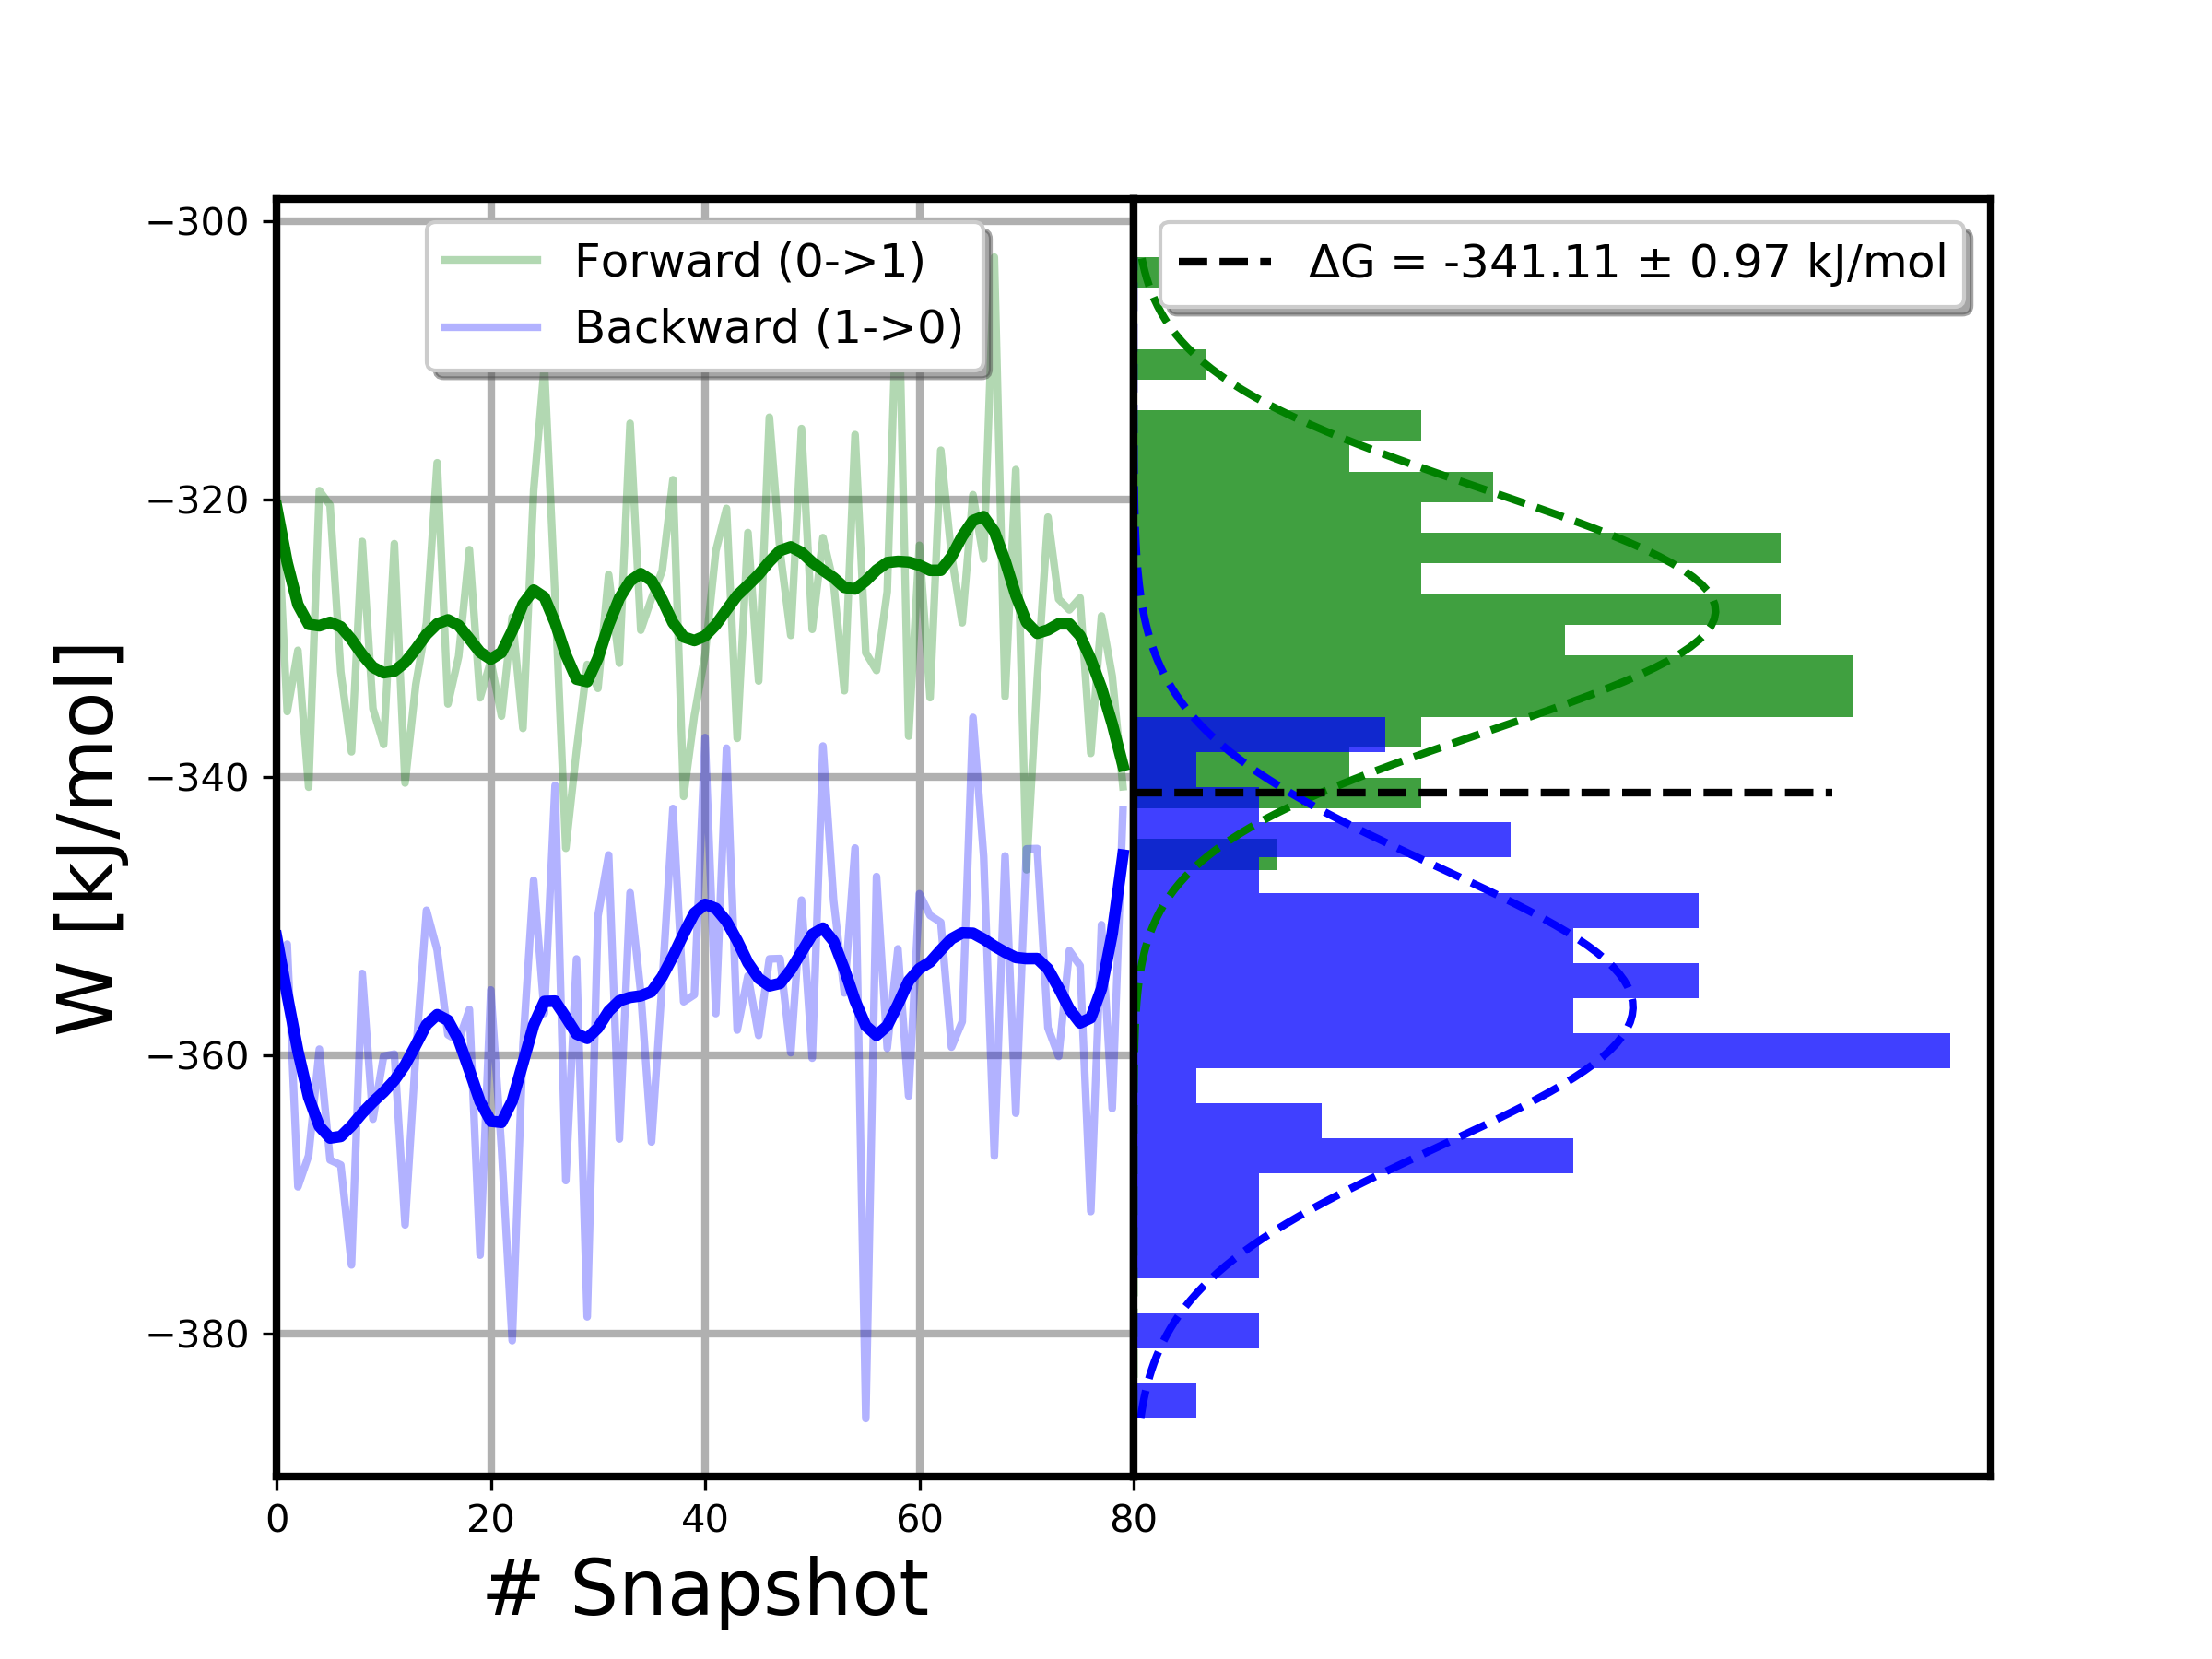 Forward (0->1)
Backward (1->0)
ΔG = -341.11 ± 0.97 kJ/mol
W [kJ/mol]
−300
−320
−340
−360
−380
0 20 40 60 80
# Snapshot